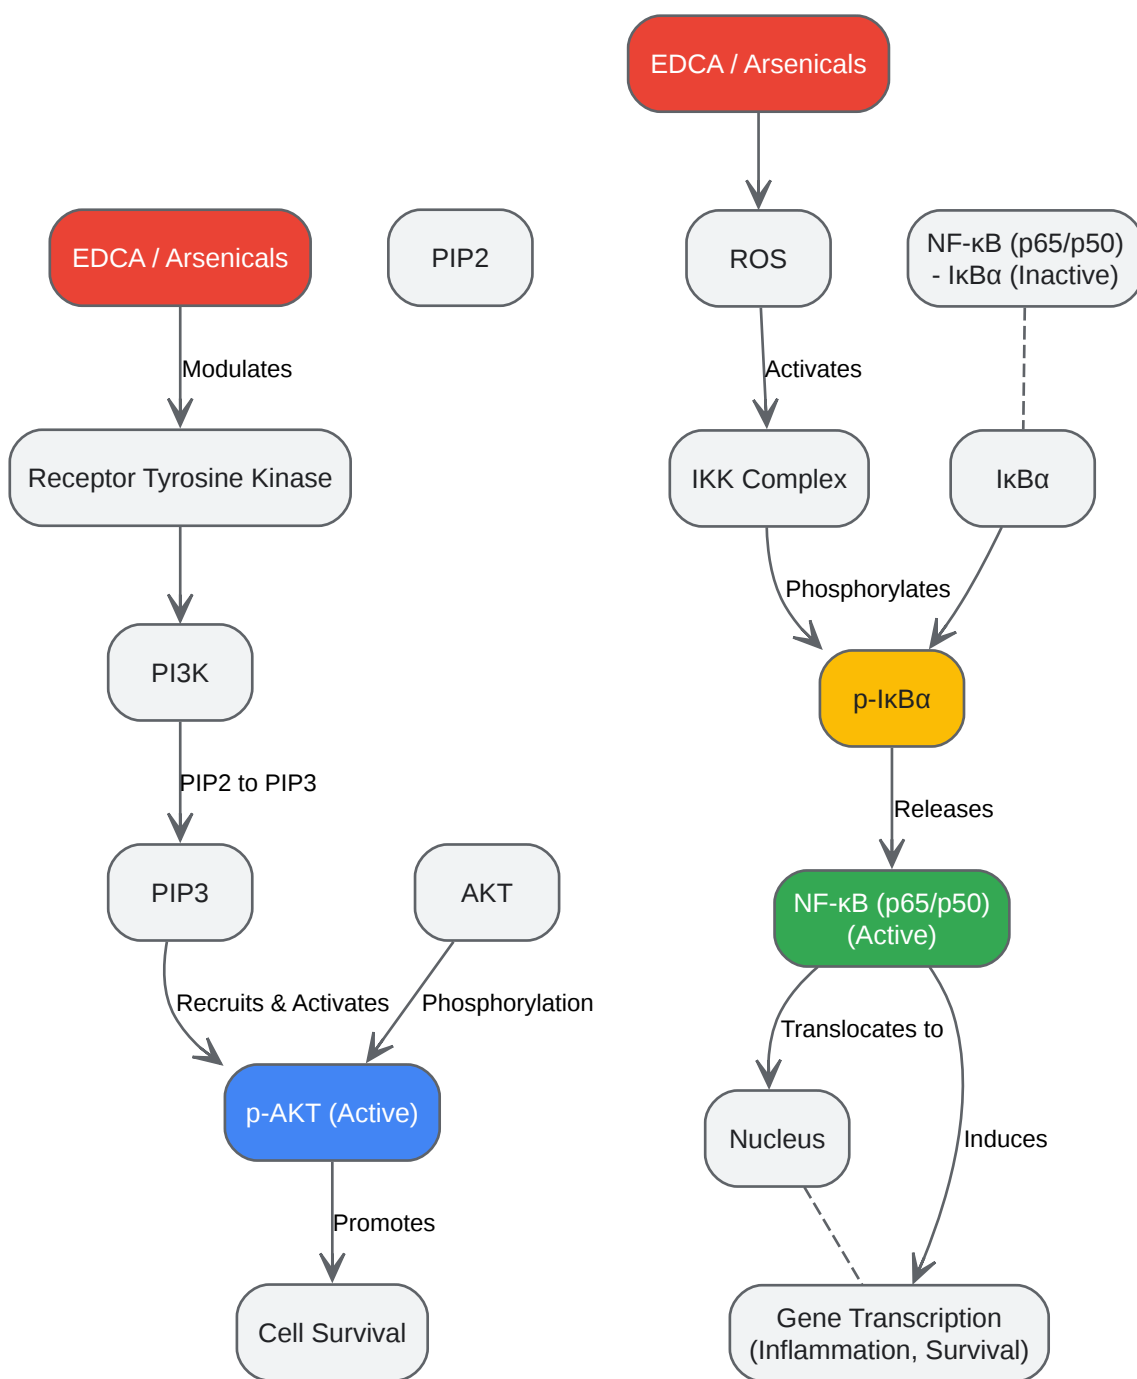 EDCA / Arsenicals
EDCA / Arsenicals
PIP2
ROS
NF-κB (p65/p50)
- IκBα (Inactive)
Modulates
Activates
Receptor Tyrosine Kinase
IKK Complex
IκBα
Phosphorylates
PI3K
p-IκBα
PIP2 to PIP3
Releases
PIP3
AKT
NF-κB (p65/p50)
(Active)
Recruits & Activates
Phosphorylation
Translocates to
p-AKT (Active)
Nucleus
Induces
Promotes
Cell Survival
Gene Transcription
(Inflammation, Survival)